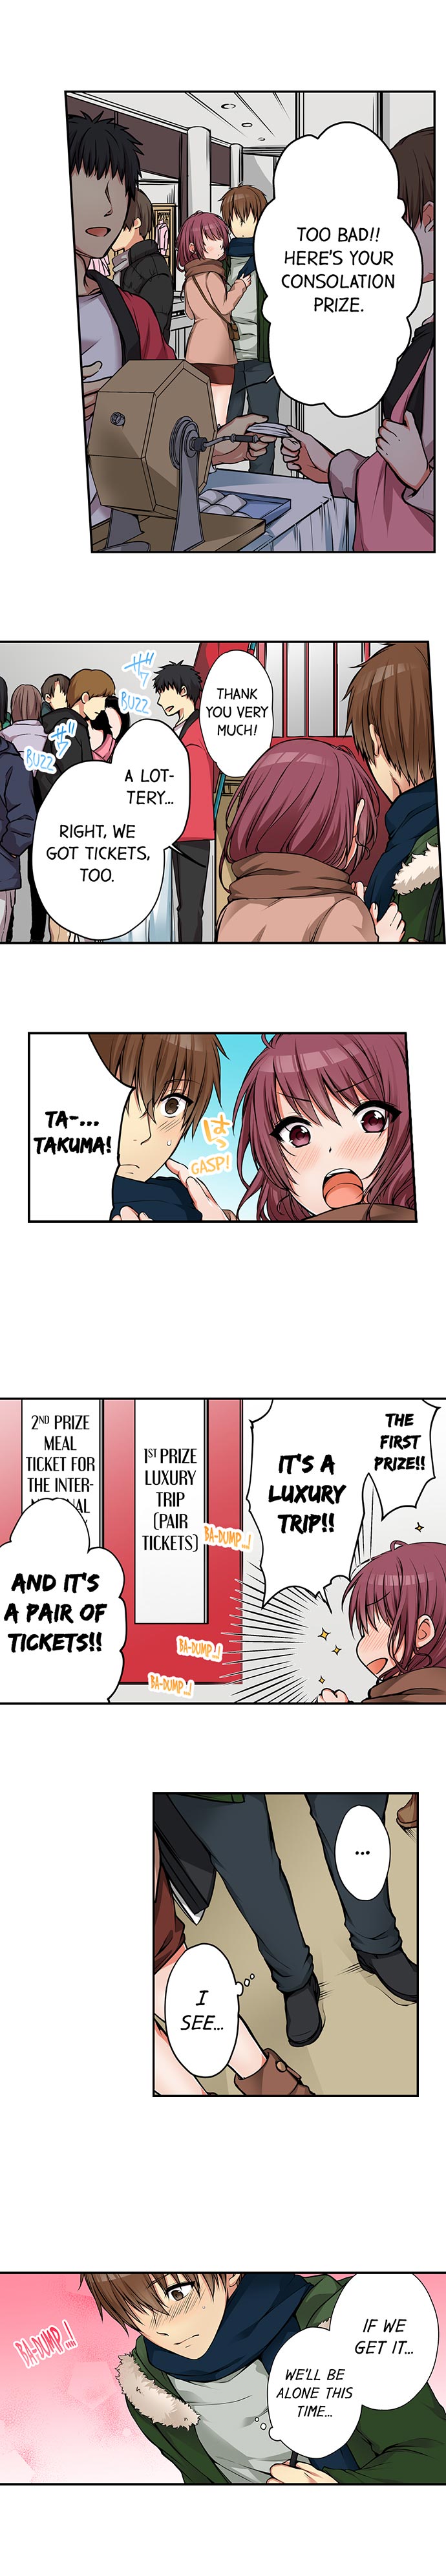 TOO BAD!!
HERE'S YOUR
CONSOLATION
PRIZE.
THANK
YOU VERY
MUCH!
ザワ
BUZZ
ザワ
BUZZ
A LOT-
TERY...
RIGHT, WE
GOT TICKETS,
TOO.
TA-...
TAKUMA!
はっ
GASP!
THE
FIRST
PRIZE!!
IT'S A
LUXURY
TRIP!!
1ST PRIZE
LUXURY
TRIP
(PAIR
TICKETS)
2ND PRIZE
MEAL
TICKET FOR
THE INTER-
BA-DUMP...!
BA-DUMP...!
BA-DUMP...!
AND IT'S
A PAIR OF
TICKETS!!
...
I
SEE...
IF WE
GET IT...
WE'LL BE
ALONE THIS
TIME...
BA-DUMP...!